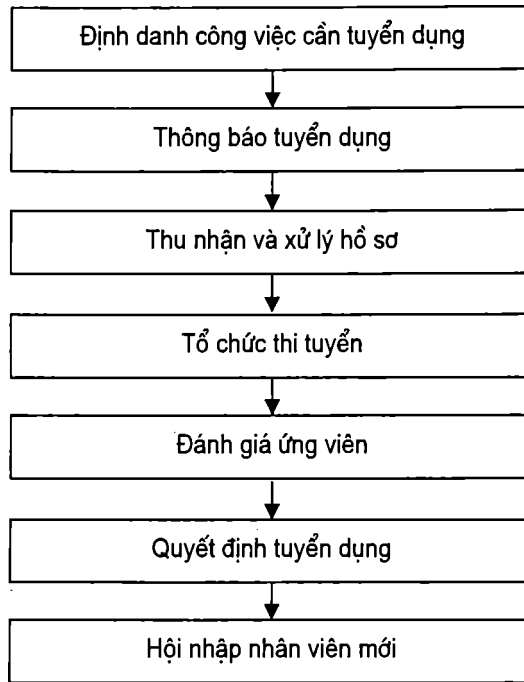 Định danh công việc cần tuyển dụng
Thông báo tuyển dụng
Thu nhận và xử lý hồ sơ
Tổ chức thi tuyển
Đánh giá ứng viên
Quyết định tuyển dụng
Hội nhập nhân viên mới